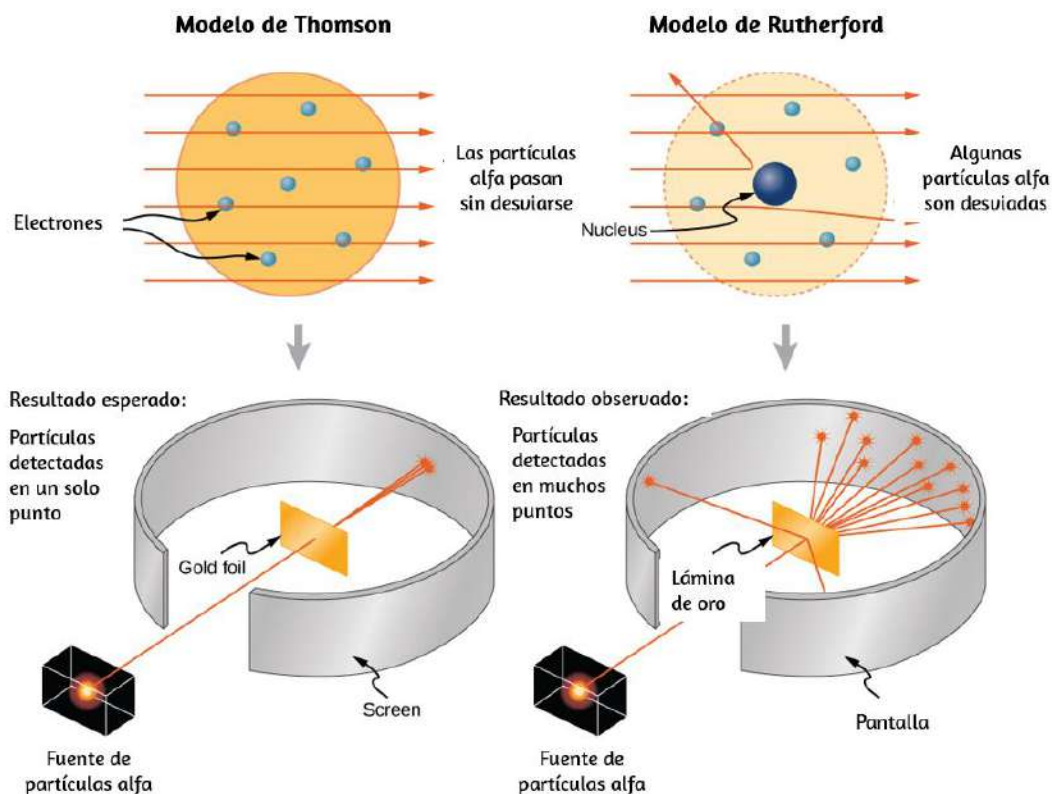 Modelo de Thomson
Electrones
Las partículas
alfa pasan
sin desviarse
Resultado esperado:
Partículas
detectadas
en un solo
punto
Gold foil
Screen
Fuente de
partículas alfa
Modelo de Rutherford
Nucleus
Algunas
partículas alfa
son desviadas
Resultado observado:
Partículas
detectadas
en muchos
puntos
Lámina
de oro
Pantalla
Fuente de
partículas alfa